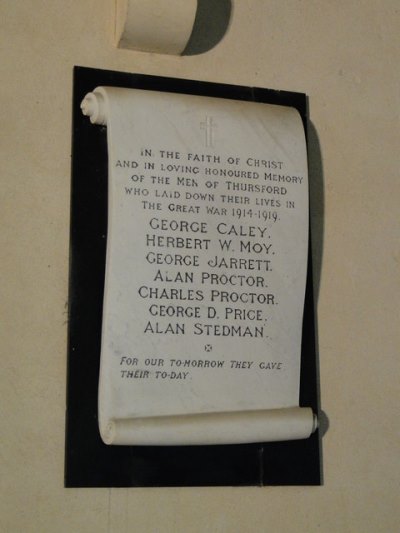 IN THE FAITH OF CHRIST
AND IN LOVING HONOURED MEMORY
OF THE MEN OF THURSFORD
WHO LAID DOWN THEIR LIVES IN
THE GREAT WAR 1914-1919.
GEORGE CALEY.
HERBERT W. MOY.
GEORGE JARRETT.
ALAN PROCTOR.
CHARLES PROCTOR.
GEORGE D. PRICE.
ALAN STEDMAN.
FOR OUR TO-MORROW THEY GAVE
THEIR TO-DAY.